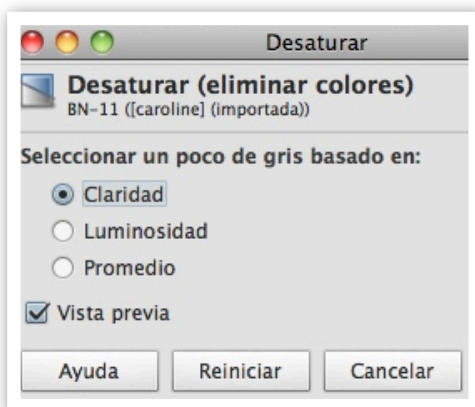 Desaturar
Desaturar (eliminar colores)
BN-11 ([caroline] (importada))
Seleccionar un poco de gris basado en:
Claridad
Luminosidad
Promedio
Vista previa
Ayuda Reiniciar Cancelar